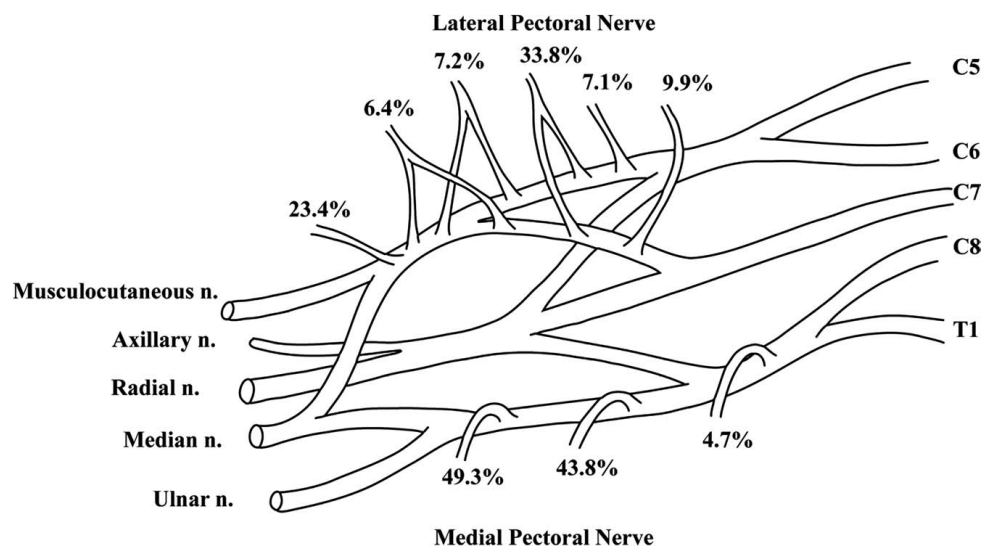 Lateral Pectoral Nerve
7.2%
33.8%
7.1%
9.9%
C5
6.4%
C6
C7
23.4%
C8
Musculocutaneous n.
Axillary n.
T1
Radial n.
Median n.
4.7%
49.3%
43.8%
Ulnar n.
Medial Pectoral Nerve